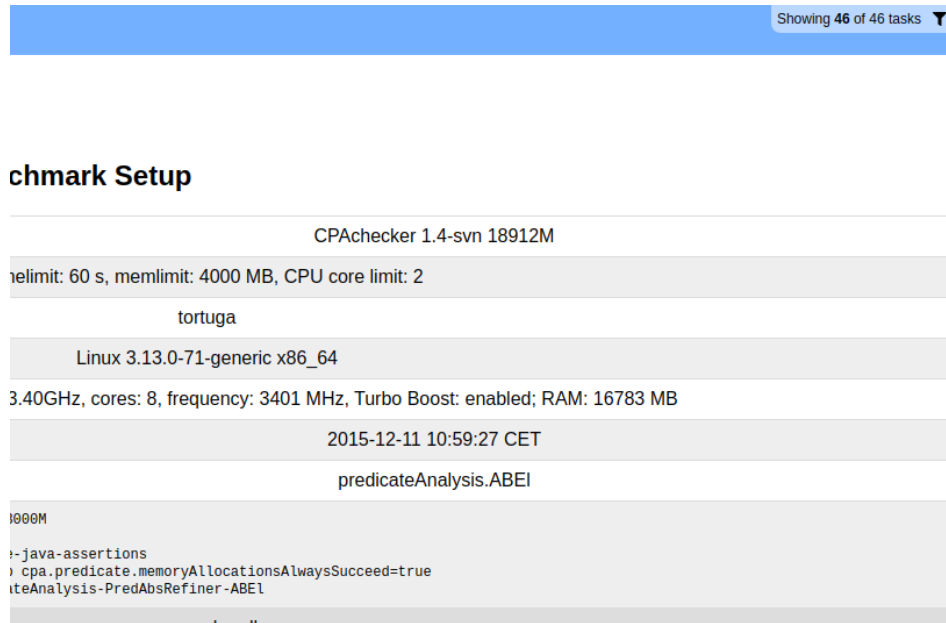 Showing 46 of 46 tasks
chmark Setup
CPAchecker 1.4-svn 18912M
nelimit: 60 s, memlimit: 4000 MB, CPU core limit: 2
tortuga
Linux 3.13.0-71-generic x86_64
3.40GHz, cores: 8, frequency: 3401 MHz, Turbo Boost: enabled; RAM: 16783 MB
2015-12-11 10:59:27 CET
predicateAnalysis.ABEl
000M
-java-assertions
cpa.predicate.memoryAllocationsAlwaysSucceed=true
ateAnalysis-PredAbsRefiner-ABEl